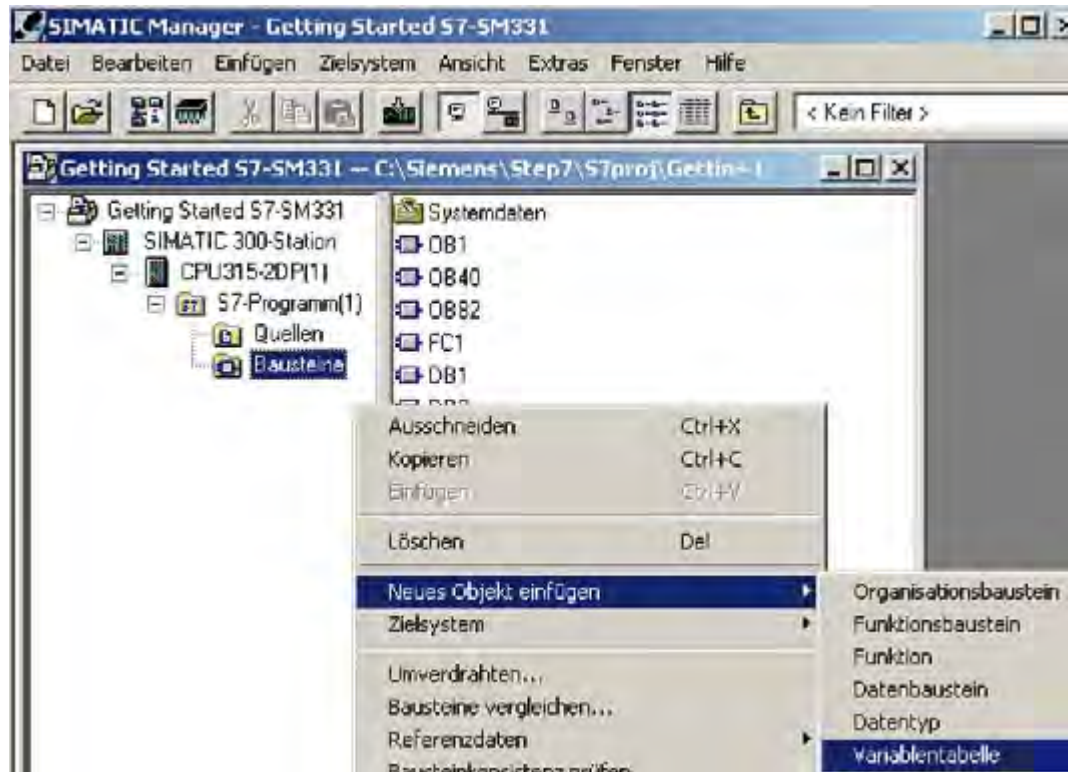 SIMATIC Manager - Getting Started S7-SM331
Datei Bearbeiten Einfügen Zielsystem Ansicht Extras Fenster Hilfe
< Kein Filter >
Getting Started S7-SM331 -- C:\Siemens\Step7\S7proj\Gettin~1
Getting Started S7-SM331
SIMATIC 300-Station
CPU315-2DP(1)
S7-Programm(1)
Quellen
Bausteine
Systemdaten
OB1
OB40
OB82
FC1
DB1
Ausschneiden Ctrl+X
Kopieren Ctrl+C
Einfügen Ctrl+V
Löschen Del
Neues Objekt einfügen
Zielsystem
Umverdrahten...
Bausteine vergleichen...
Referenzdaten
Bausteinkonsistenz prüfen
Organisationsbaustein
Funktionsbaustein
Funktion
Datenbaustein
Datentyp
Variablentabelle